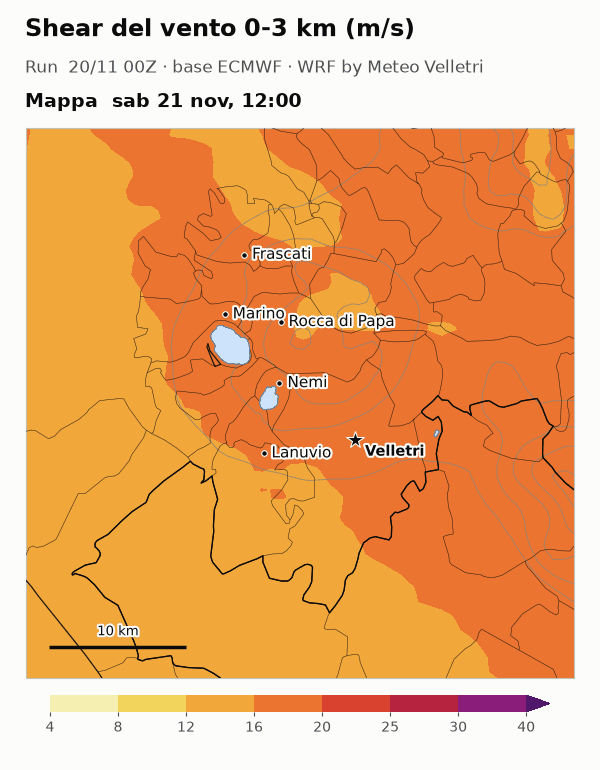 Shear del vento 0-3 km (m/s)
Run  20/11 00Z · base ECMWF · WRF by Meteo Velletri
Mappa  sab 21 nov, 12:00
Frascati
Marino
Rocca di Papa
Nemi
Velletri
Lanuvio
10 km
4 8 12 16 20 25 30 40